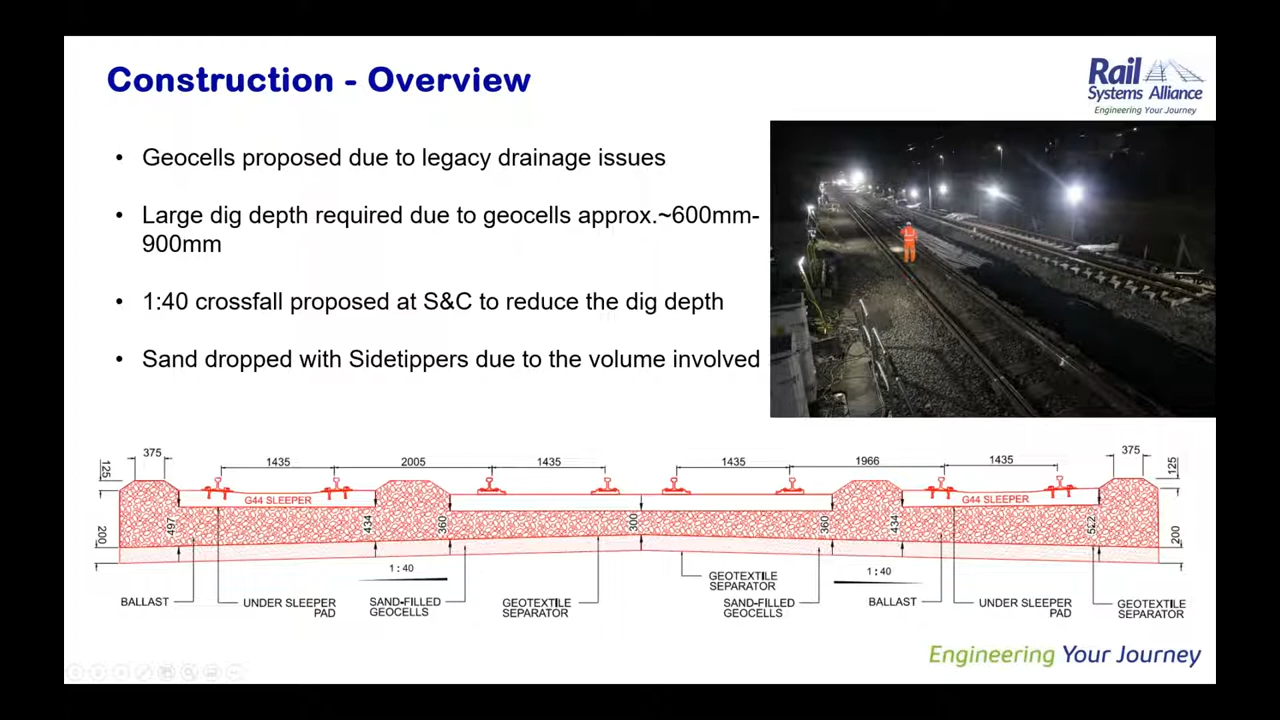 Construction - Overview
Rail
Systems Alliance
Engineering Your Journey
• Geocells proposed due to legacy drainage issues
• Large dig depth required due to geocells approx.~600mm-
900mm
• 1:40 crossfall proposed at S&C to reduce the dig depth
• Sand dropped with Sidetippers due to the volume involved
375
375
125
1435
2005
1435
1435
1966
1435
125
G44 SLEEPER
G44 SLEEPER
200
497
434
360
300
360
434
522
200
1:40
1:40
GEOTEXTILE
SEPARATOR
BALLAST
UNDER SLEEPER
PAD
SAND-FILLED
GEOCELLS
GEOTEXTILE
SEPARATOR
SAND-FILLED
GEOCELLS
BALLAST
UNDER SLEEPER
PAD
GEOTEXTILE
SEPARATOR
Engineering Your Journey